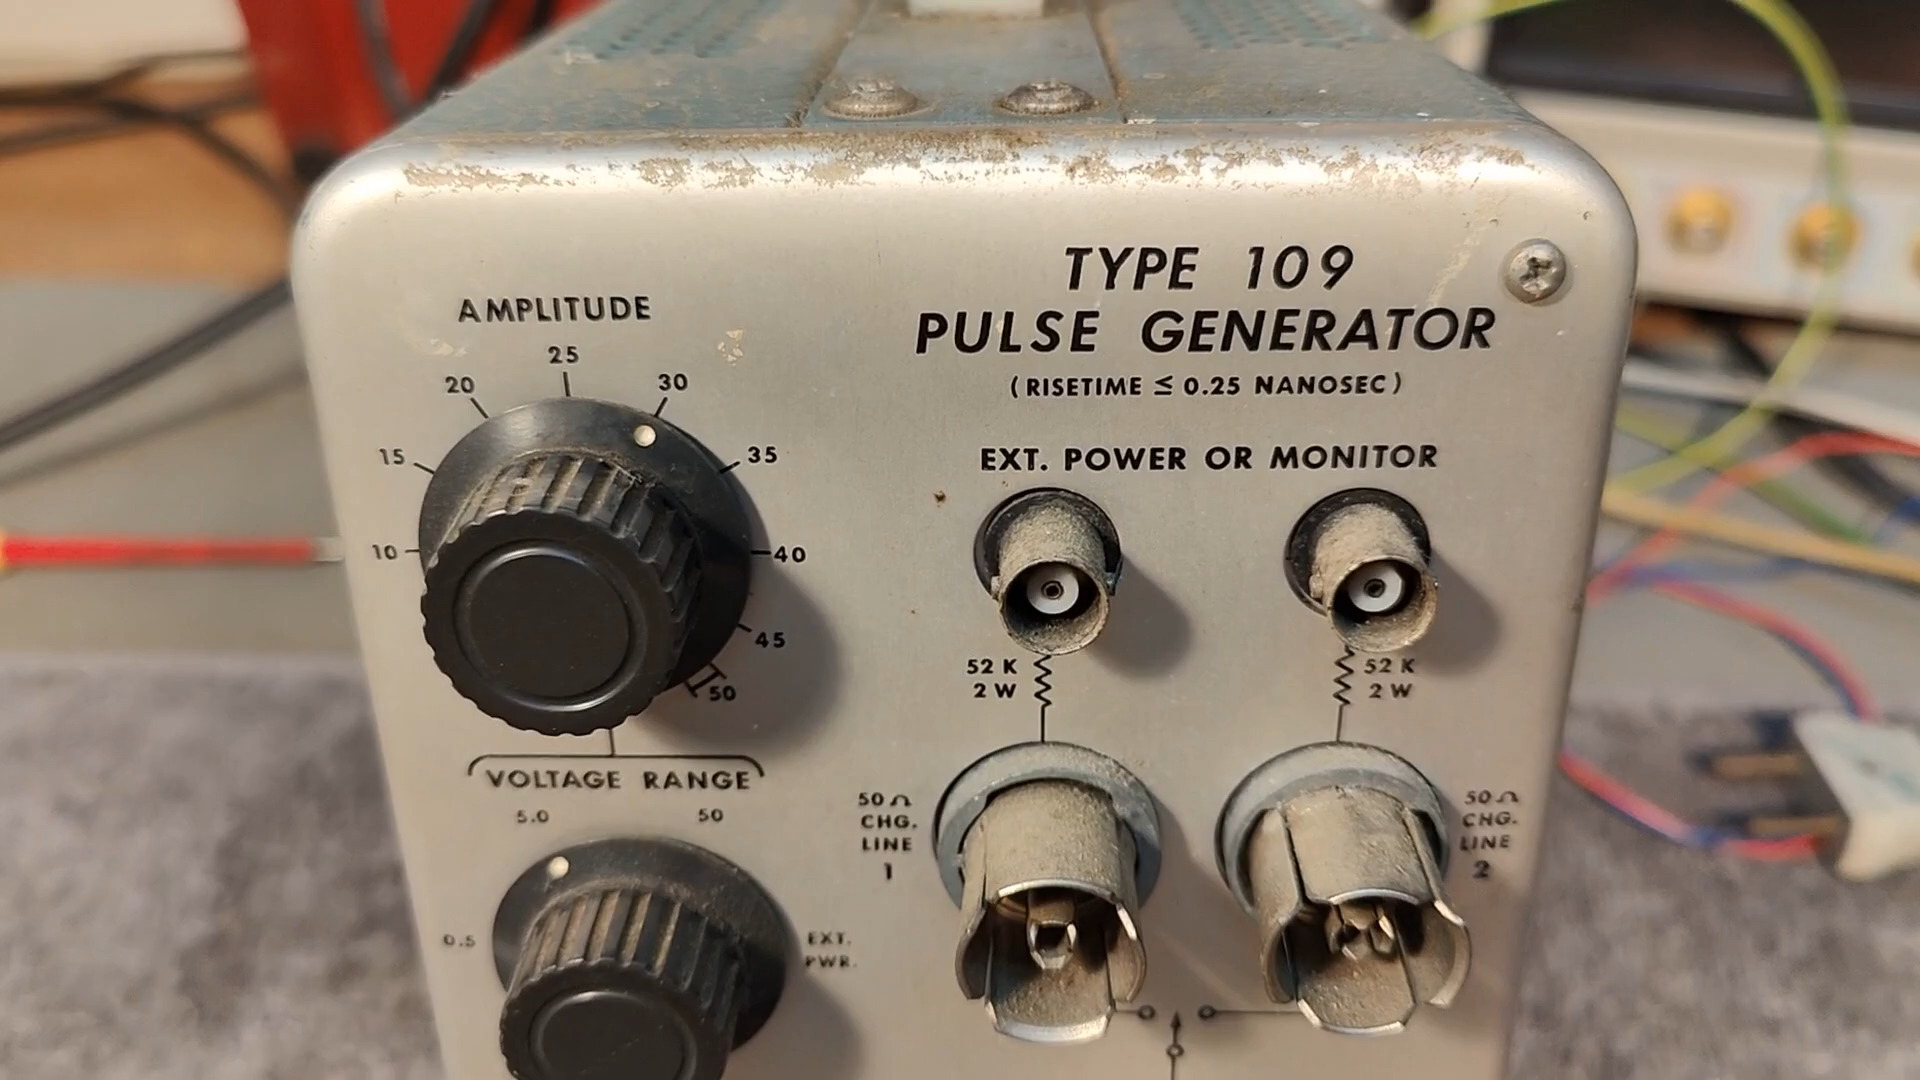 TYPE 109
PULSE GENERATOR
(RISETIME ≤ 0.25 NANOSEC)
AMPLITUDE
10
15
20
25
30
35
40
45
50
EXT. POWER OR MONITOR
52 K
2 W
52 K
2 W
VOLTAGE RANGE
0.5
5.0
50
EXT.
PWR.
50 Ω
CHG.
LINE
1
50 Ω
CHG.
LINE
2